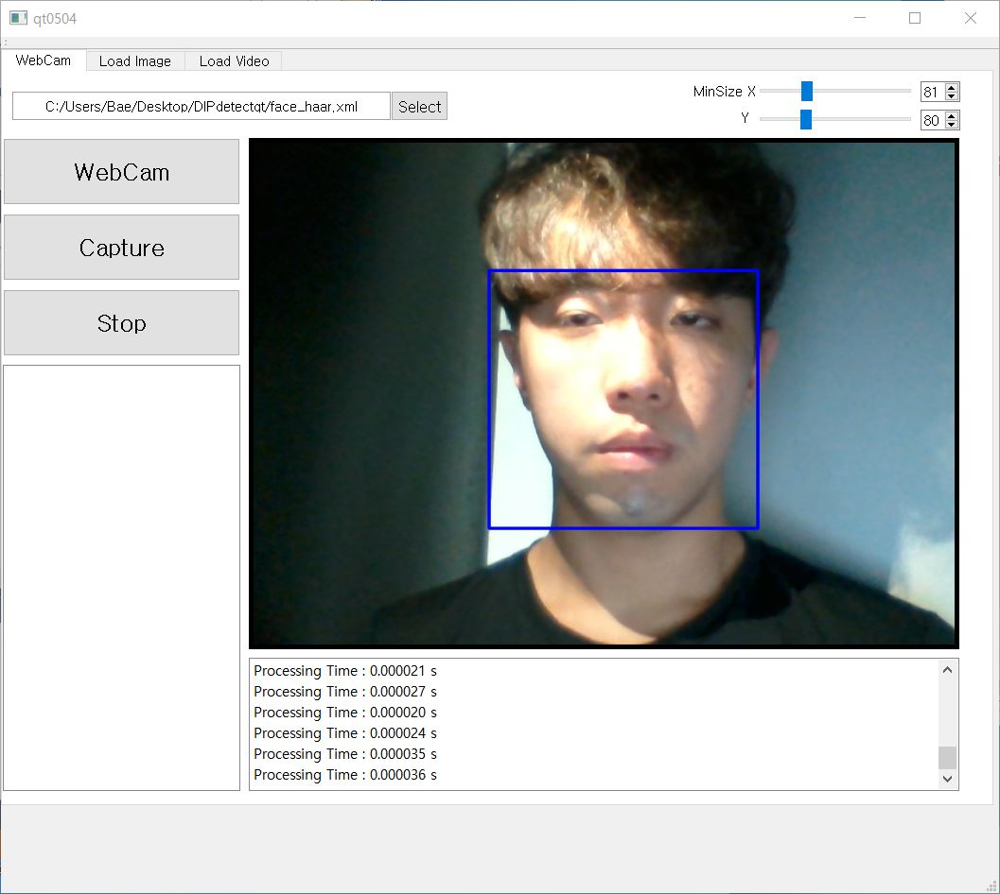 qt0504
WebCam Load Image Load Video
C:/Users/Bae/Desktop/DIPdetectqt/face_haar.xml Select
MinSize X 81
Y 80
WebCam
Capture
Stop
Processing Time : 0.000021 s
Processing Time : 0.000027 s
Processing Time : 0.000020 s
Processing Time : 0.000024 s
Processing Time : 0.000035 s
Processing Time : 0.000036 s